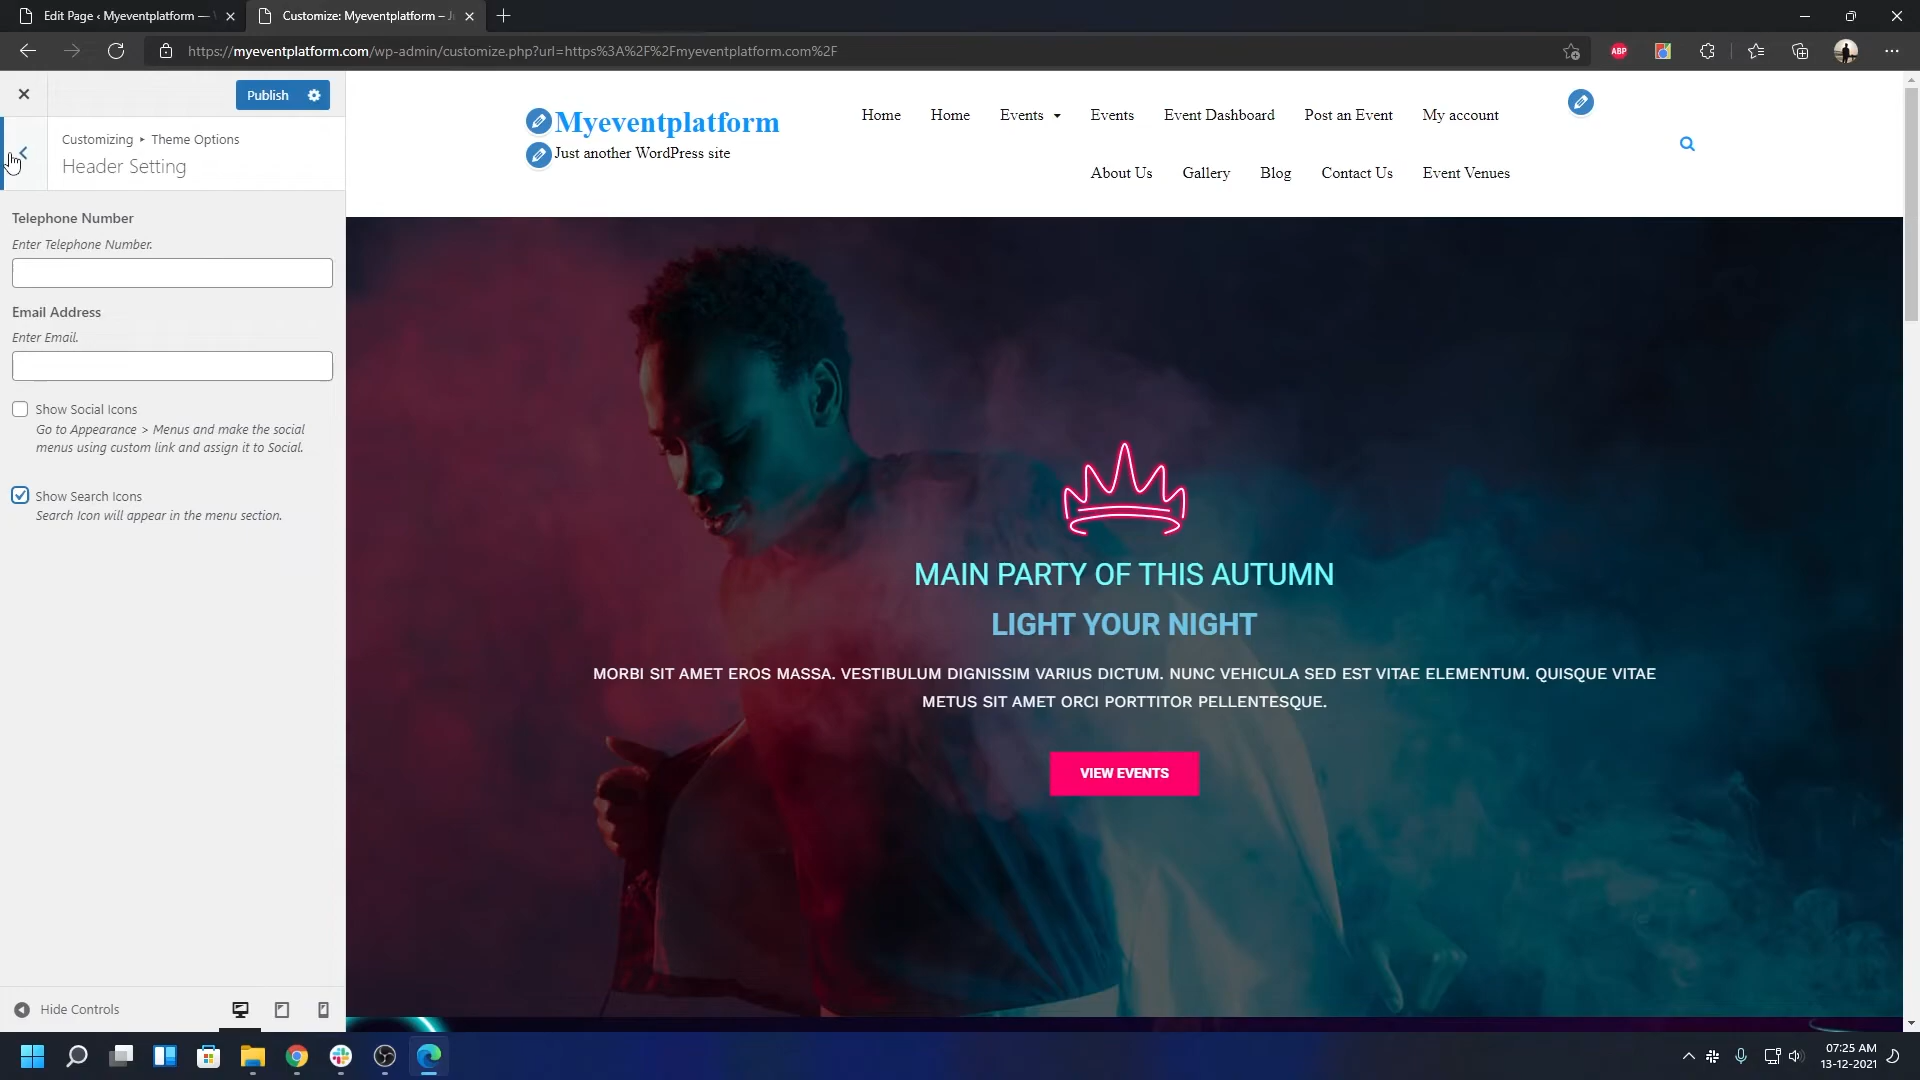 Edit Page ‹ Myeventplatform —
Customize: Myeventplatform –
https://myeventplatform.com/wp-admin/customize.php?url=https%3A%2F%2Fmyeventplatform.com%2F
ABP
Publish
Customizing ▸ Theme Options
Header Setting
Telephone Number
Enter Telephone Number.
Email Address
Enter Email.
Show Social Icons
Go to Appearance > Menus and make the social
menus using custom link and assign it to Social.
Show Search Icons
Search Icon will appear in the menu section.
Hide Controls
Myeventplatform
Just another WordPress site
Home Home Events Events Event Dashboard Post an Event My account
About Us Gallery Blog Contact Us Event Venues
MAIN PARTY OF THIS AUTUMN
LIGHT YOUR NIGHT
MORBI SIT AMET EROS MASSA. VESTIBULUM DIGNISSIM VARIUS DICTUM. NUNC VEHICULA SED EST VITAE ELEMENTUM. QUISQUE VITAE
METUS SIT AMET ORCI PORTTITOR PELLENTESQUE.
VIEW EVENTS
07:25 AM
13-12-2021